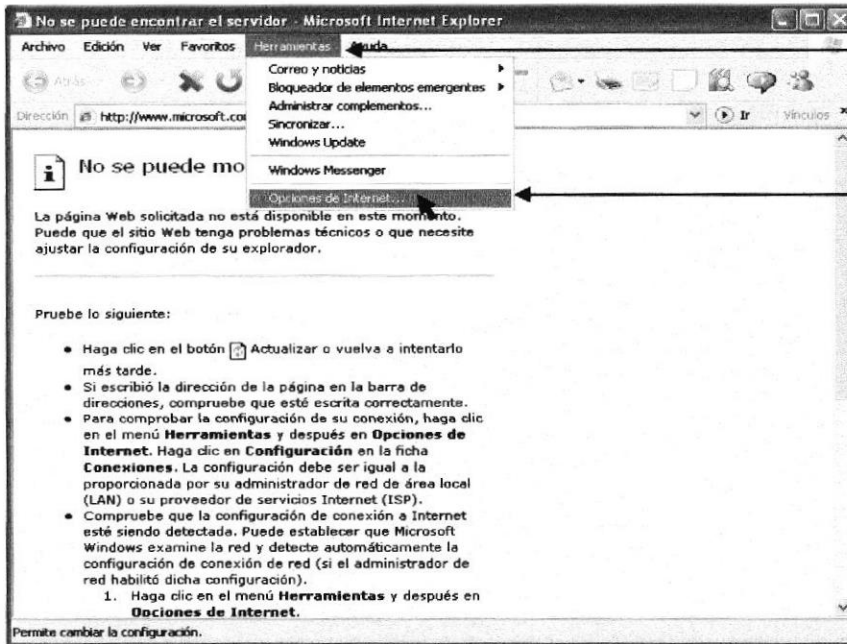 No se puede encontrar el servidor - Microsoft Internet Explorer
Archivo Edición Ver Favoritos Herramientas Ayuda
Atrás
Correo y noticias
Bloqueador de elementos emergentes
Administrar complementos...
Sincronizar...
Windows Update
Windows Messenger
Opciones de Internet...
Dirección http://www.microsoft.co Ir Vínculos
No se puede mo
La página Web solicitada no está disponible en este momento.
Puede que el sitio Web tenga problemas técnicos o que necesite
ajustar la configuración de su explorador.
Pruebe lo siguiente:
• Haga clic en el botón Actualizar o vuelva a intentarlo
más tarde.
• Si escribió la dirección de la página en la barra de
direcciones, compruebe que esté escrita correctamente.
• Para comprobar la configuración de su conexión, haga clic
en el menú Herramientas y después en Opciones de
Internet. Haga clic en Configuración en la ficha
Conexiones. La configuración debe ser igual a la
proporcionada por su administrador de red de área local
(LAN) o su proveedor de servicios Internet (ISP).
• Compruebe que la configuración de conexión a Internet
esté siendo detectada. Puede establecer que Microsoft
Windows examine la red y detecte automáticamente la
configuración de conexión de red (si el administrador de
red habilitó dicha configuración).
1. Haga clic en el menú Herramientas y después en
Opciones de Internet.
Permite cambiar la configuración.